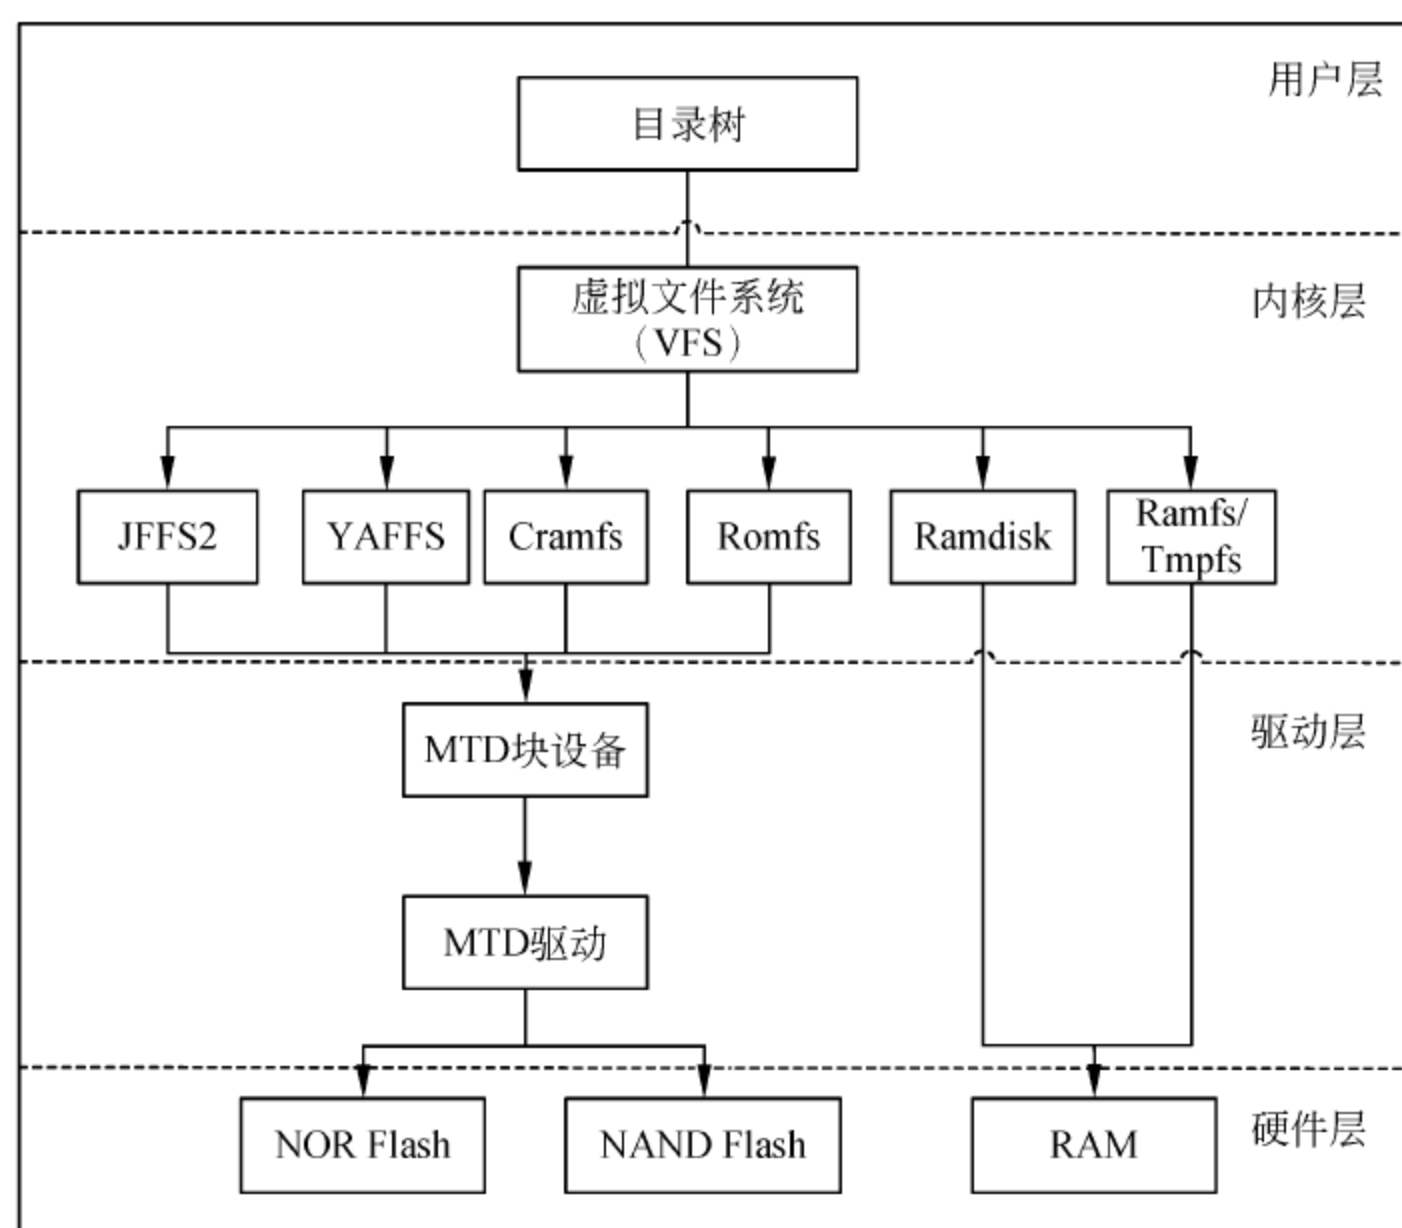 用户层
目录树
内核层
虚拟文件系统
（VFS）
JFFS2
YAFFS
Cramfs
Romfs
Ramdisk
Ramfs/
Tmpfs
驱动层
MTD块设备
MTD驱动
硬件层
NOR Flash
NAND Flash
RAM